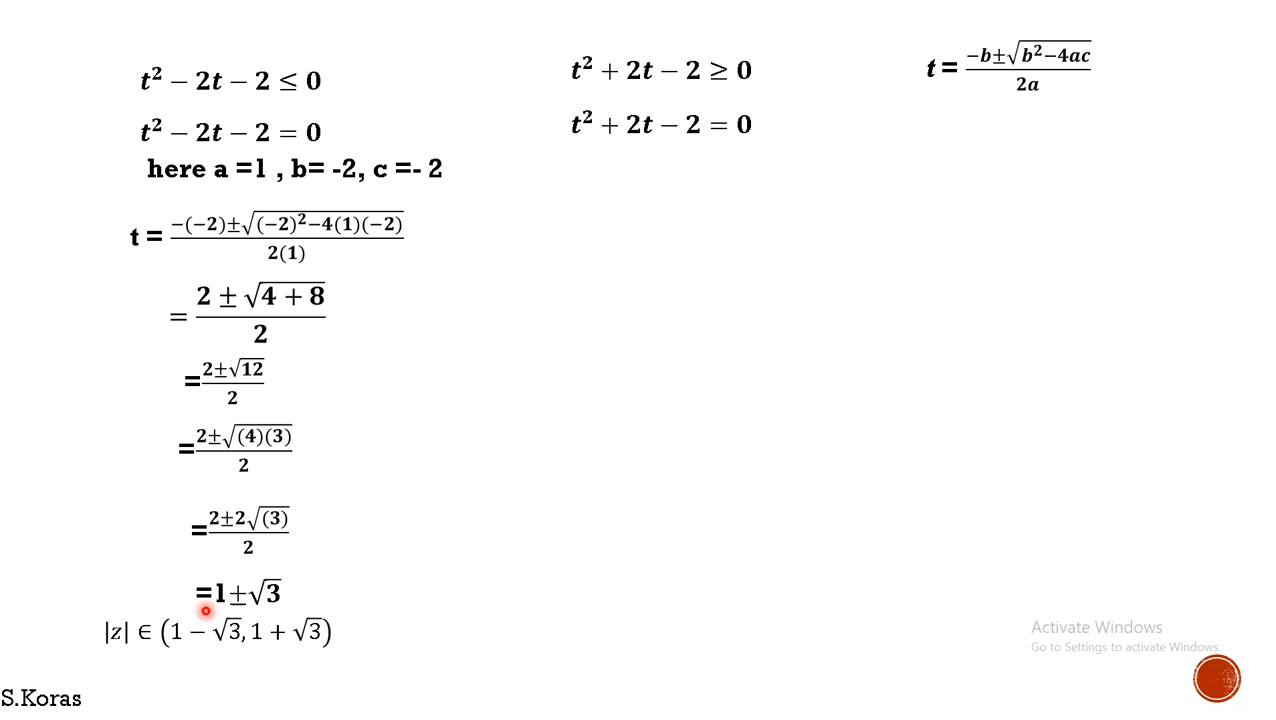 t² − 2t − 2 ≤ 0
t² − 2t − 2 = 0
here a =1 , b= -2, c =- 2
t = (−(−2)±√((−2)²−4(1)(−2)))/(2(1))
= (2 ± √(4 + 8))/2
=(2±√12)/2
=(2±√((4)(3)))/2
=(2±2√(3))/2
=1±√3
|z| ∈ (1 − √3, 1 + √3)
t² + 2t − 2 ≥ 0
t² + 2t − 2 = 0
t = (−b±√(b²−4ac))/(2a)
Activate Windows
Go to Settings to activate Windows.
S.Koras